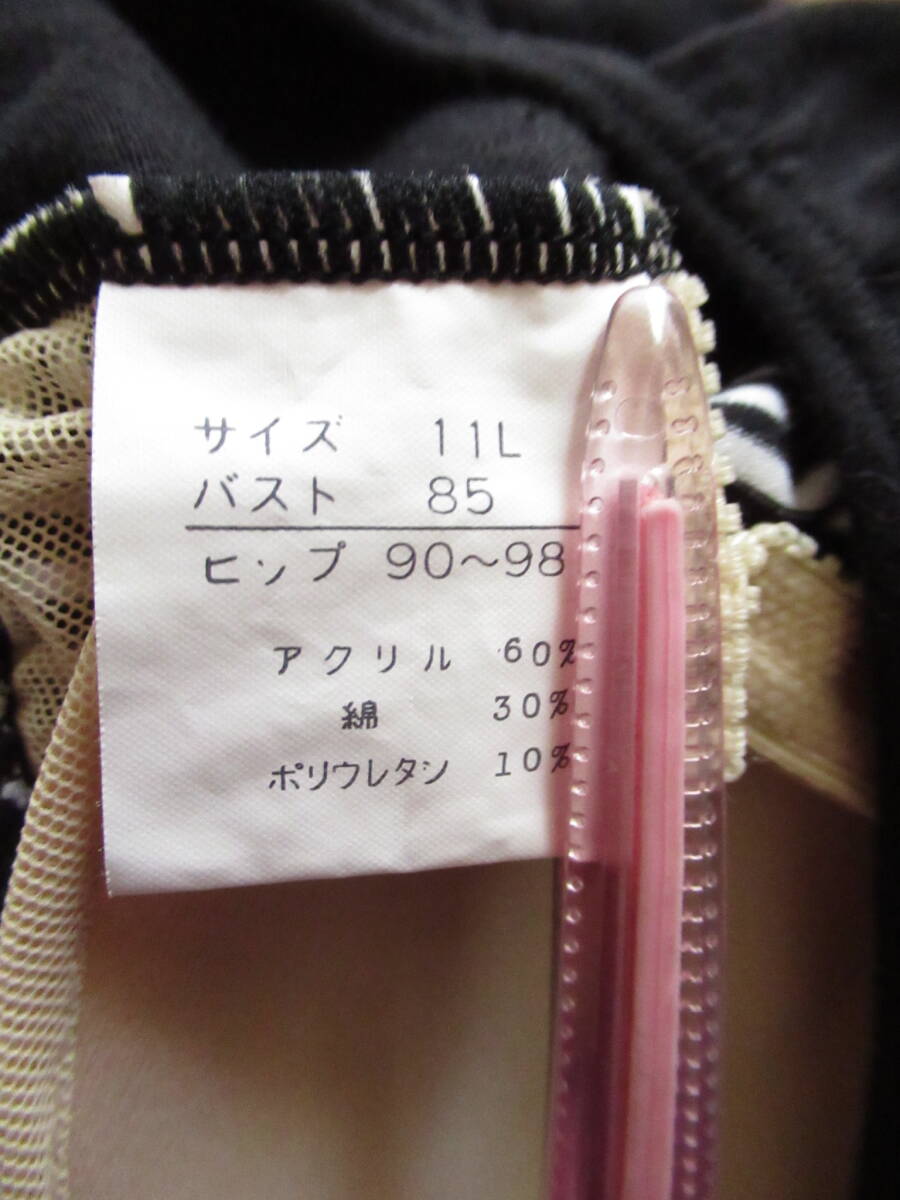 サイズ 11L
バスト 85
ヒップ 90～98
アクリル 60%
綿 30%
ポリウレタン 10%